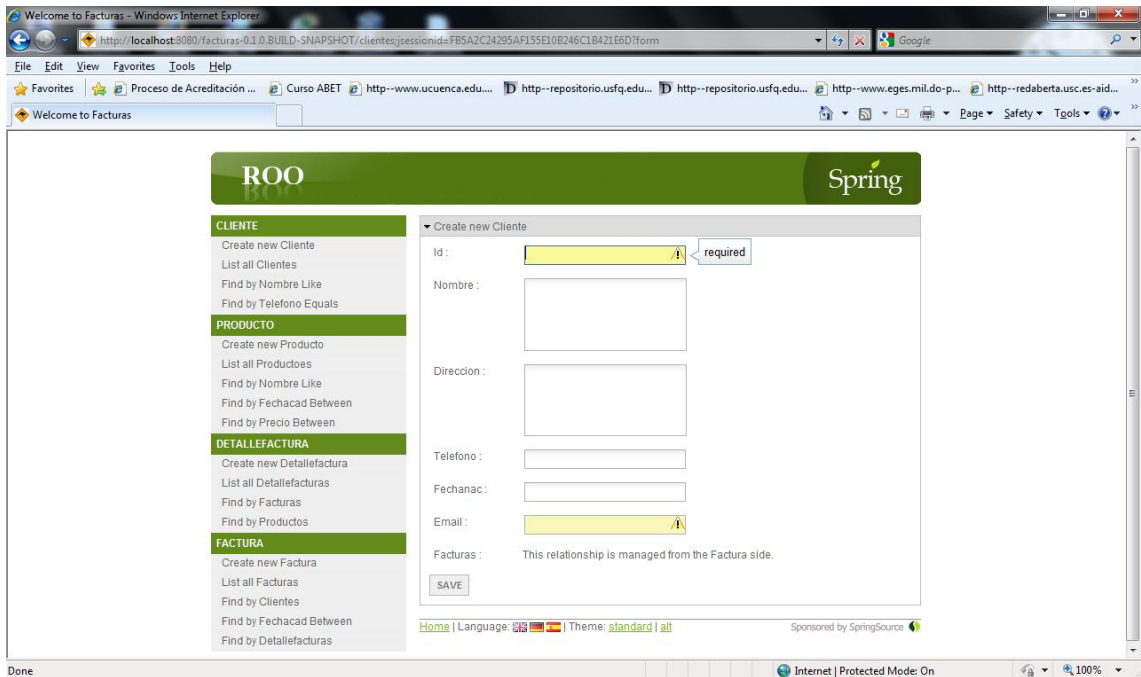 Welcome to Facturas - Windows Internet Explorer
http://localhost:8080/facturas-0.1.0.BUILD-SNAPSHOT/clientes;jsessionid=FB5A2C24295AF155E10B246C1B421E6D?form
Google
File Edit View Favorites Tools Help
Favorites Proceso de Acreditación ... Curso ABET http--www.ucuenca.edu.... http--repositorio.usfq.edu... http--repositorio.usfq.edu... http--www.eges.mil.do-p... http--redaberta.usc.es-aid...
Welcome to Facturas
Page Safety Tools
ROO
Spring
CLIENTE
Create new Cliente
List all Clientes
Find by Nombre Like
Find by Telefono Equals
PRODUCTO
Create new Producto
List all Productoes
Find by Nombre Like
Find by Fechacad Between
Find by Precio Between
DETALLEFACTURA
Create new Detallefactura
List all Detallefacturas
Find by Facturas
Find by Productos
FACTURA
Create new Factura
List all Facturas
Find by Clientes
Find by Fechacad Between
Find by Detallefacturas
Create new Cliente
Id :
required
Nombre :
Direccion :
Telefono :
Fechanac :
Email :
Facturas : This relationship is managed from the Factura side.
SAVE
Home | Language: | Theme: standard | alt
Sponsored by SpringSource
Done
Internet | Protected Mode: On
100%